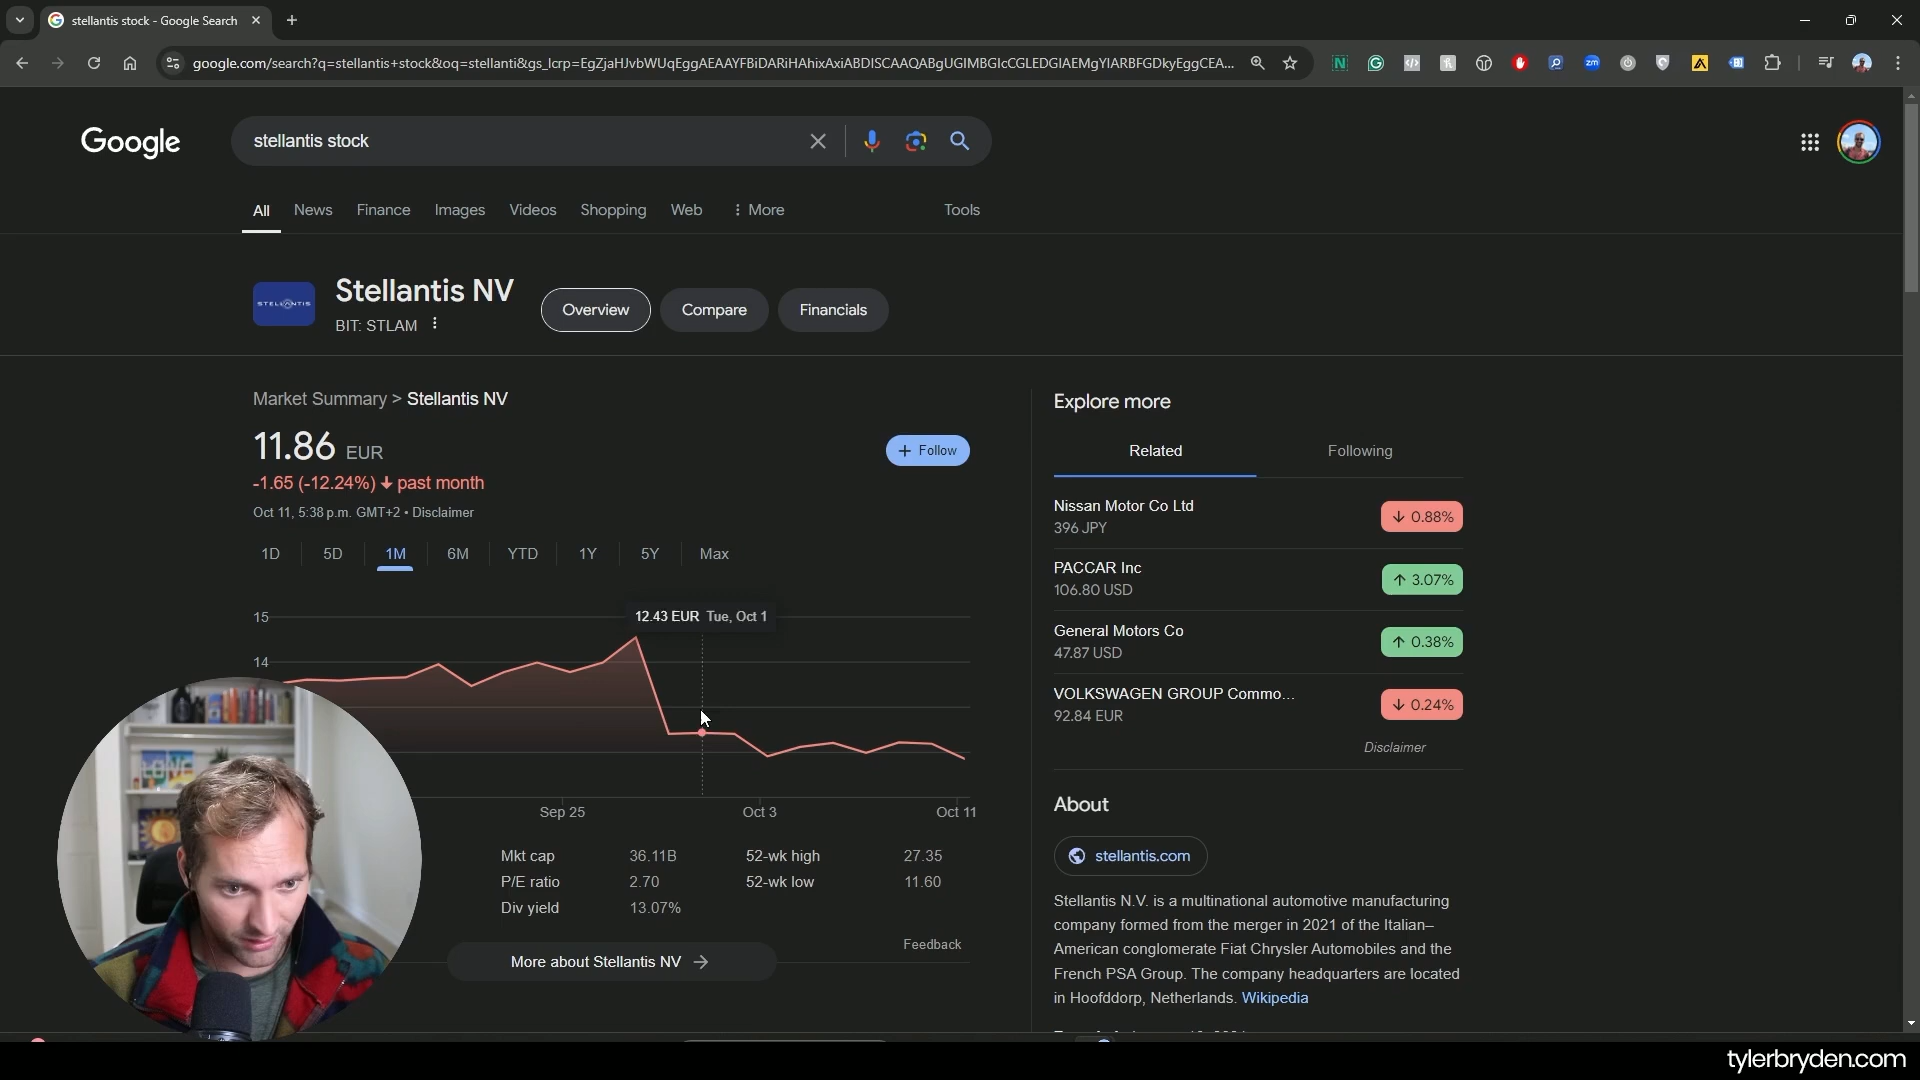 stellantis stock - Google Search
google.com/search?q=stellantis+stock&oq=stellanti&gs_lcrp=EgZjaHJvbWUqEggAEAAYFBiDARiHAhixAxiABDISCAAQABgUGIMBGIcCGLEDGIAEMgYIARBFGDkyEggCEA...
Google
stellantis stock
All News Finance Images Videos Shopping Web More Tools
STELLANTIS
Stellantis NV
BIT: STLAM
Overview Compare Financials
Market Summary > Stellantis NV
11.86 EUR
-1.65 (-12.24%) past month
Oct 11, 5:38 p.m. GMT+2 • Disclaimer
+ Follow
1D 5D 1M 6M YTD 1Y 5Y Max
12.43 EUR Tue, Oct 1
15
14
Sep 25 Oct 3 Oct 11
Mkt cap 36.11B 52-wk high 27.35
P/E ratio 2.70 52-wk low 11.60
Div yield 13.07%
Feedback
More about Stellantis NV
Explore more
Related Following
Nissan Motor Co Ltd
396 JPY
0.88%
PACCAR Inc
106.80 USD
3.07%
General Motors Co
47.87 USD
0.38%
VOLKSWAGEN GROUP Commo...
92.84 EUR
0.24%
Disclaimer
About
stellantis.com
Stellantis N.V. is a multinational automotive manufacturing
company formed from the merger in 2021 of the Italian–
American conglomerate Fiat Chrysler Automobiles and the
French PSA Group. The company headquarters are located
in Hoofddorp, Netherlands. Wikipedia
LOVE
tylerbryden.com